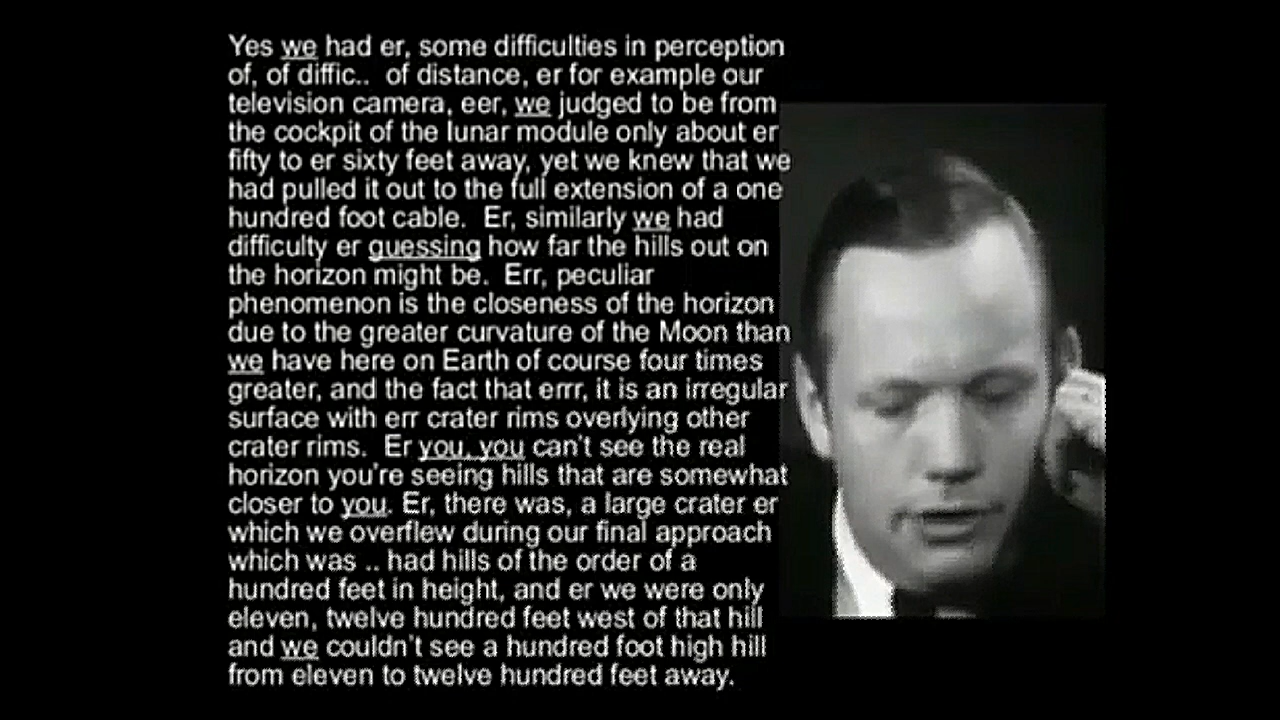 Yes we had er, some difficulties in perception
of, of diffic..  of distance, er for example our
television camera, eer, we judged to be from
the cockpit of the lunar module only about er
fifty to er sixty feet away, yet we knew that we
had pulled it out to the full extension of a one
hundred foot cable.  Er, similarly we had
difficulty er guessing how far the hills out on
the horizon might be.  Err, peculiar
phenomenon is the closeness of the horizon
due to the greater curvature of the Moon than
we have here on Earth of course four times
greater, and the fact that errr, it is an irregular
surface with err crater rims overlying other
crater rims.  Er you, you can't see the real
horizon you're seeing hills that are somewhat
closer to you. Er, there was, a large crater er
which we overflew during our final approach
which was .. had hills of the order of a
hundred feet in height, and er we were only
eleven, twelve hundred feet west of that hill
and we couldn't see a hundred foot high hill
from eleven to twelve hundred feet away.